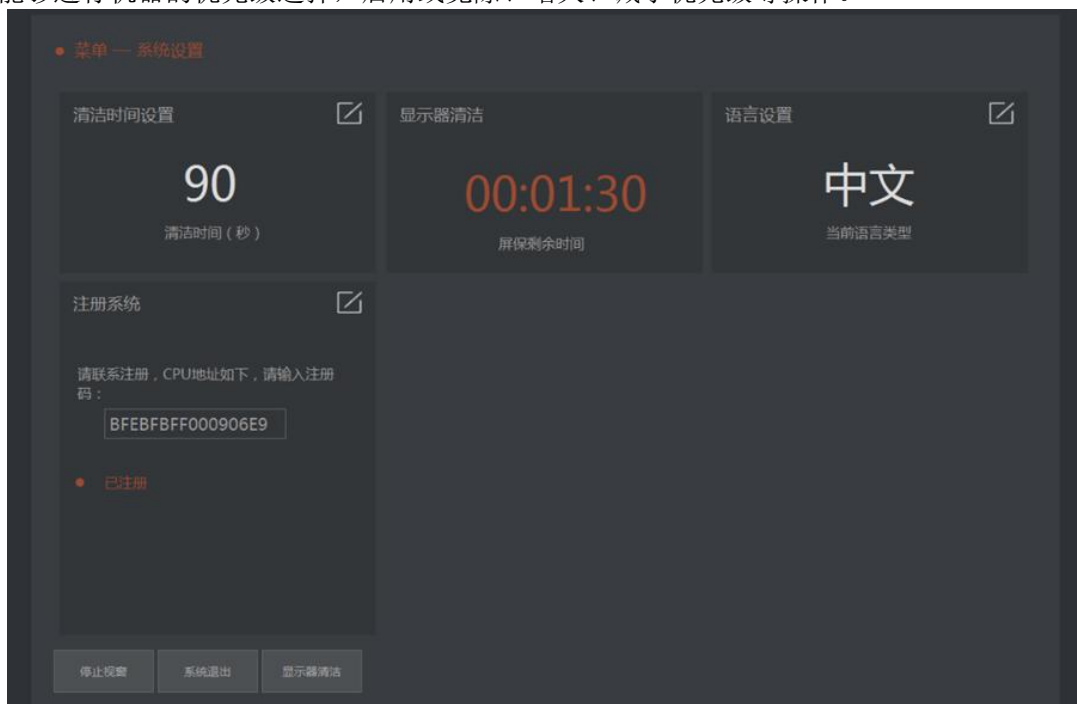 菜单 — 系统设置
清洁时间设置
90
清洁时间（秒）
显示器清洁
00:01:30
屏保剩余时间
语言设置
中文
当前语言类型
注册系统
请联系注册，CPU地址如下，请输入注册
码：
BFEBFBFF000906E9
已注册
停止视窗
系统退出
显示器清洁